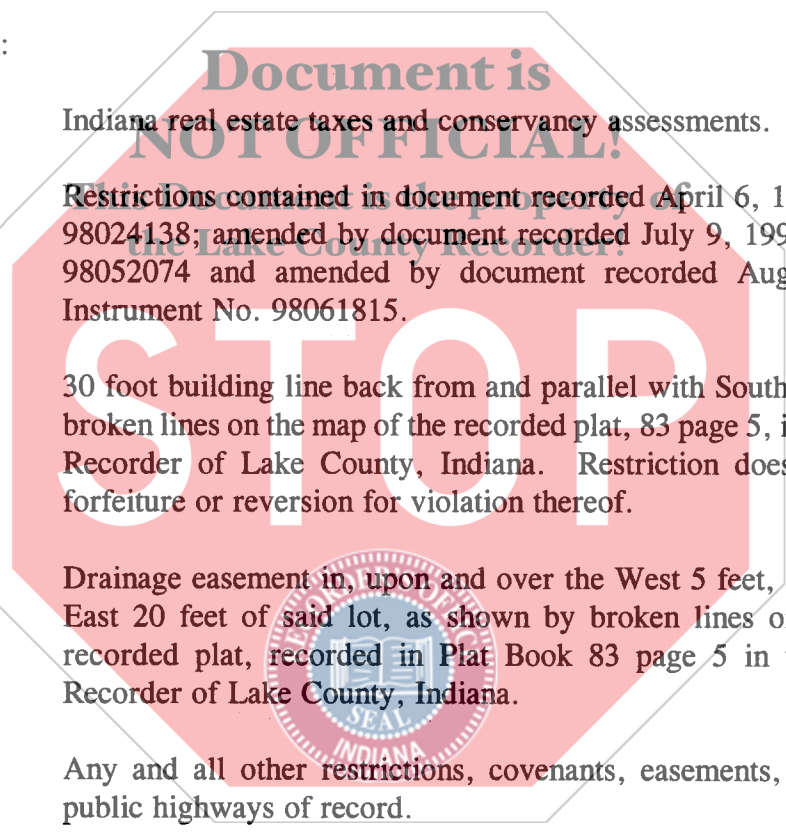 :
Document is
Indiana real estate taxes and conservancy assessments.
NOT OFFICIAL!
This Document is the property of
Restrictions contained in document recorded April 6, 1
the Lake County Recorder!
98024138; amended by document recorded July 9, 199
98052074 and amended by document recorded Aug
Instrument No. 98061815.
STOP
30 foot building line back from and parallel with South
broken lines on the map of the recorded plat, 83 page 5, i
Recorder of Lake County, Indiana. Restriction does
forfeiture or reversion for violation thereof.
Drainage easement in, upon and over the West 5 feet,
East 20 feet of said lot, as shown by broken lines o
recorded plat, recorded in Plat Book 83 page 5 in
Recorder of Lake County, Indiana.
SEAL
INDIANA
Any and all other restrictions, covenants, easements,
public highways of record.